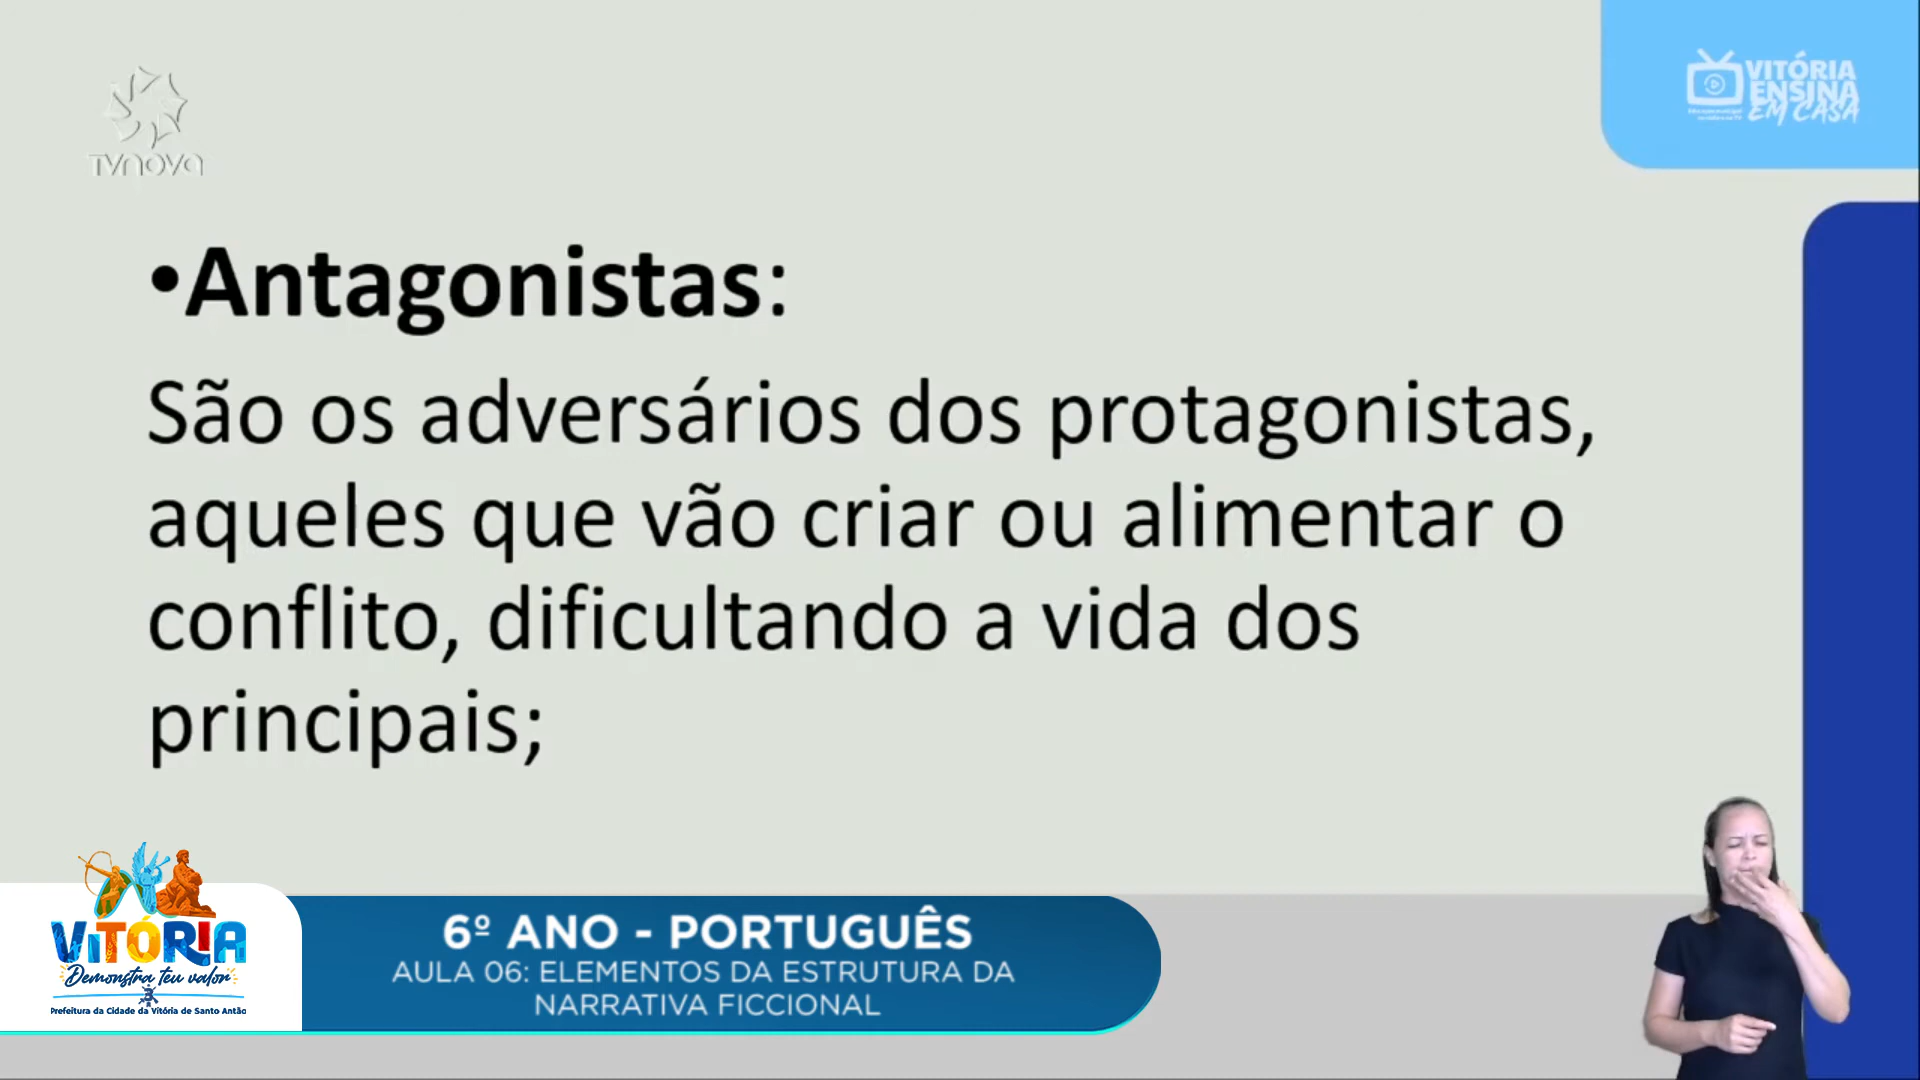 TVNOVA
VITÓRIA
ENSINA
EM CASA
•Antagonistas:
São os adversários dos protagonistas,
aqueles que vão criar ou alimentar o
conflito, dificultando a vida dos
principais;
VITÓRIA
Demonstra teu valor
Prefeitura da Cidade da Vitória de Santo Antão
6º ANO - PORTUGUÊS
AULA 06: ELEMENTOS DA ESTRUTURA DA
NARRATIVA FICCIONAL